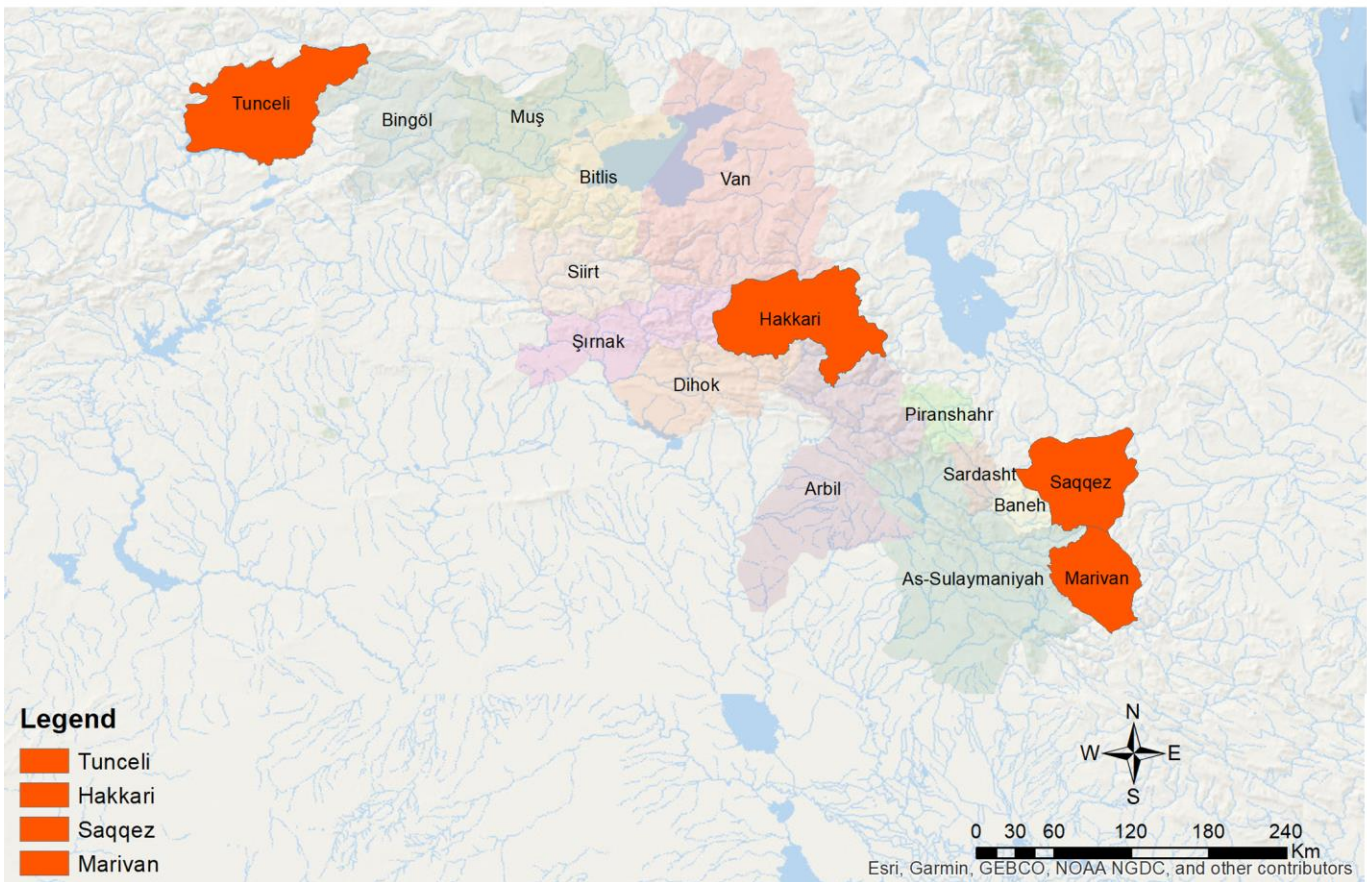 Tunceli
Bingöl
Muş
Bitlis
Van
Siirt
Hakkari
Şırnak
Dihok
Piranshahr
Sardasht
Saqqez
Arbil
Baneh
As-Sulaymaniyah
Marivan
Legend
Tunceli
Hakkari
Saqqez
Marivan
N
W
E
S
0 30 60 120 180 240
Km
Esri, Garmin, GEBCO, NOAA NGDC, and other contributors